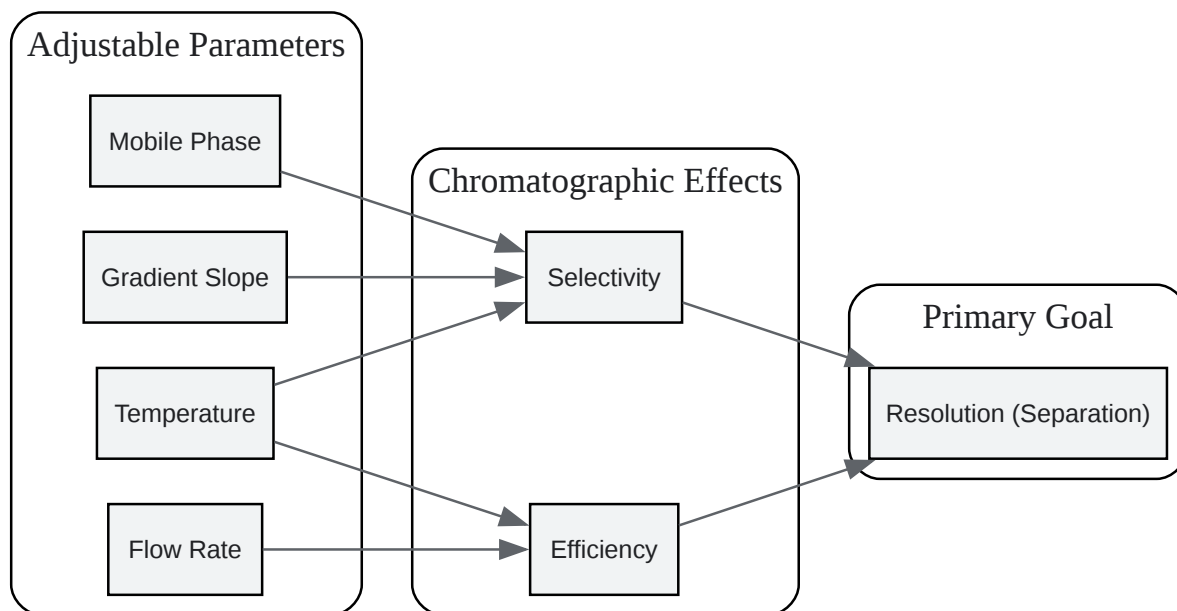 Adjustable Parameters
Mobile Phase
Gradient Slope
Temperature
Flow Rate
Chromatographic Effects
Selectivity
Efficiency
Primary Goal
Resolution (Separation)